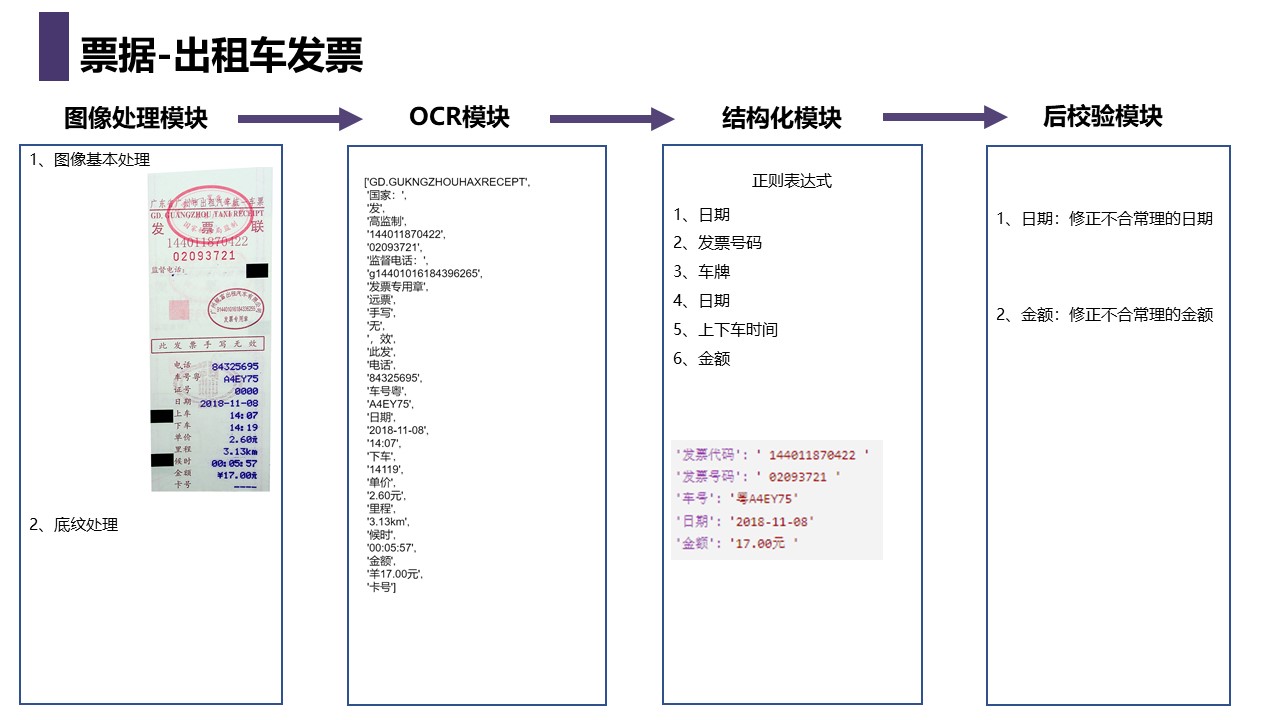 票据-出租车发票
图像处理模块
OCR模块
结构化模块
后校验模块
1、图像基本处理
广东省广州市出租汽车统一车票
GD. GUANGZHOU TAXI RECEIPT
发 票 联
144011870422
02093721
监督电话:
914401016184396265
发票专用章
此发票手写无效
电话 84325695
车号粤 A4EY75
证号 0000
日期 2018-11-08
上车 14:07
下车 14:19
单价 2.60元
里程 3.13km
候时 00:05:57
金额 ¥17.00元
卡号 ----
2、底纹处理
['GD.GUKNGZHOUHAXRECEPT',
'国家：',
'发',
'高监制',
'144011870422',
'02093721',
'监督电话：',
'g14401016184396265',
'发票专用章',
'远票',
'手写',
'无',
'，效',
'此发',
'电话',
'84325695',
'车号粤',
'A4EY75',
'日期',
'2018-11-08',
'14:07',
'下车',
'14119',
'单价',
'2.60元',
'里程',
'3.13km',
'候时',
'00:05:57',
'金额',
'羊17.00元',
'卡号']
正则表达式
1、日期
2、发票号码
3、车牌
4、日期
5、上下车时间
6、金额
'发票代码': ' 144011870422 '
'发票号码': ' 02093721 '
'车号': '粤A4EY75'
'日期': '2018-11-08'
'金额': '17.00元 '
1、日期：修正不合常理的日期
2、金额：修正不合常理的金额